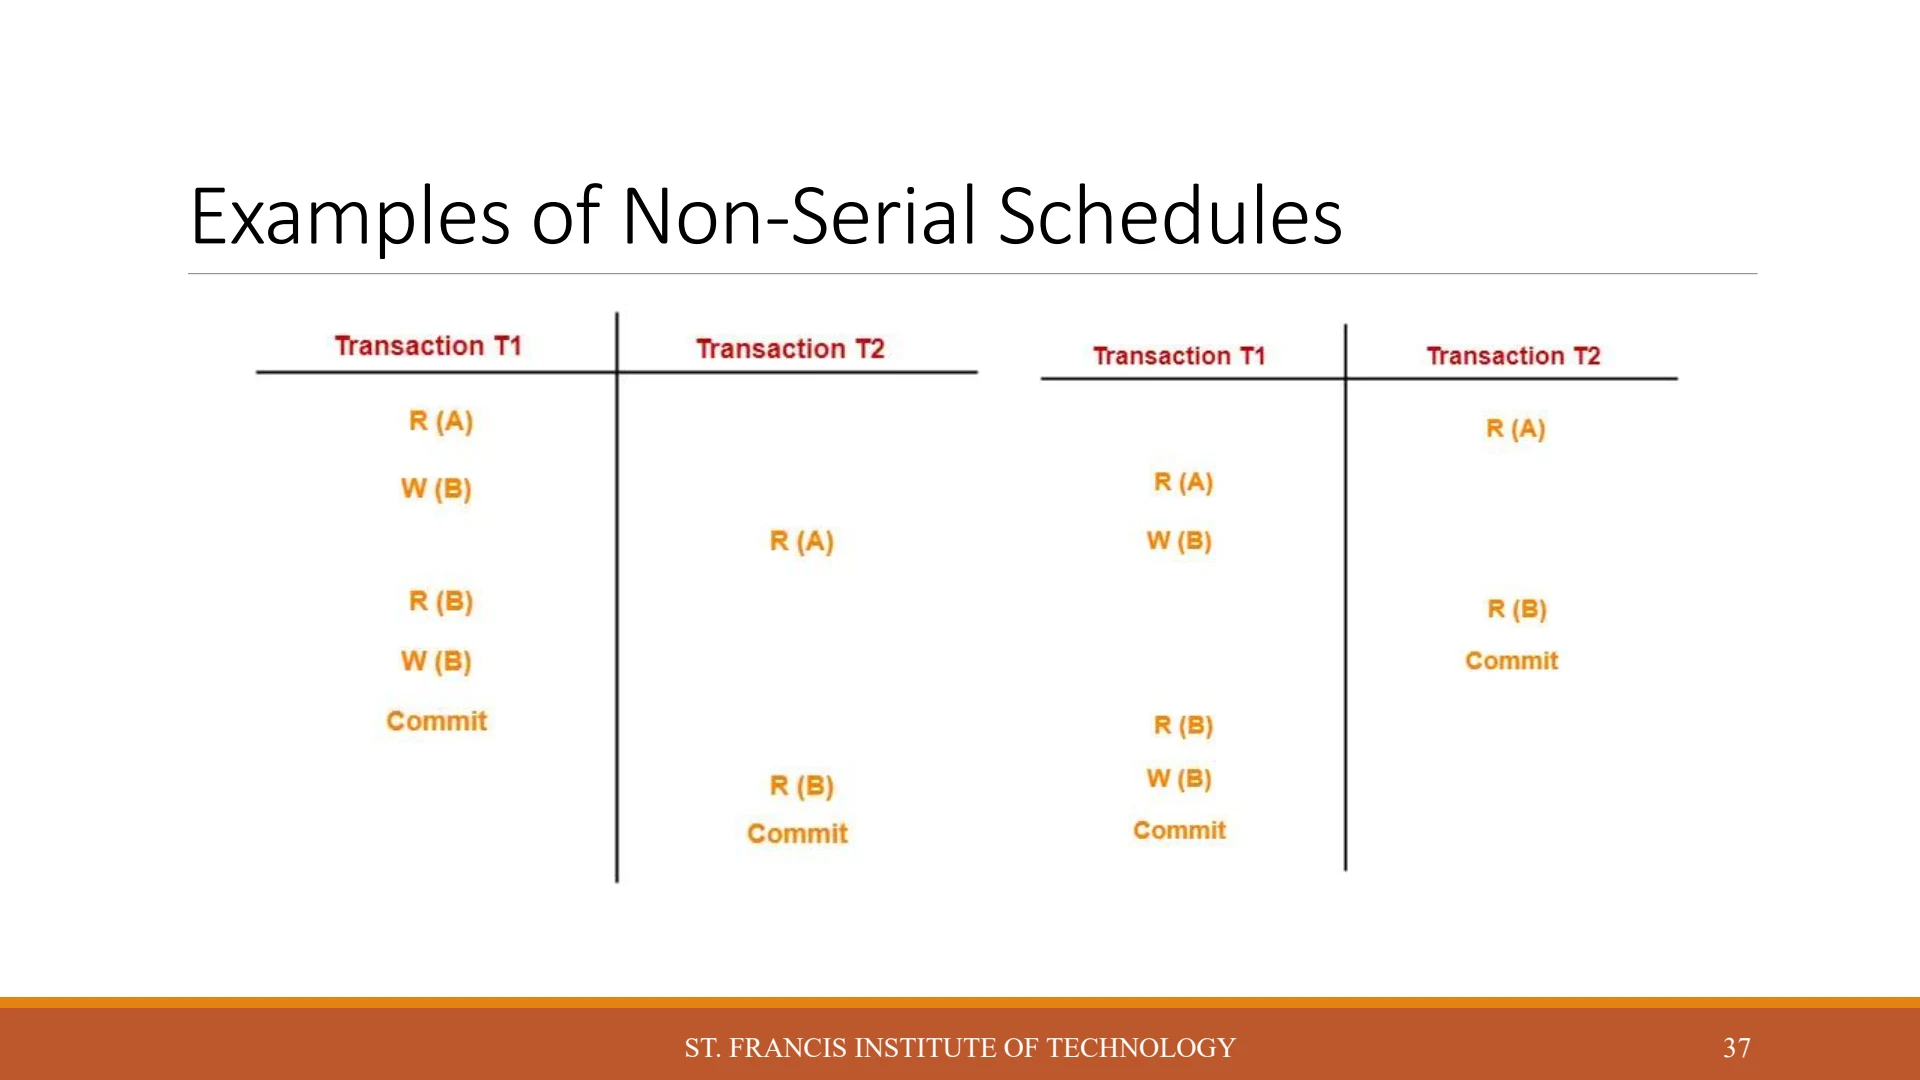 Examples of Non-Serial Schedules
Transaction T1
Transaction T2
R (A)
W (B)
R (A)
R (B)
W (B)
Commit
R (B)
Commit
Transaction T1
Transaction T2
R (A)
R (A)
W (B)
R (B)
Commit
R (B)
W (B)
Commit
ST. FRANCIS INSTITUTE OF TECHNOLOGY
37